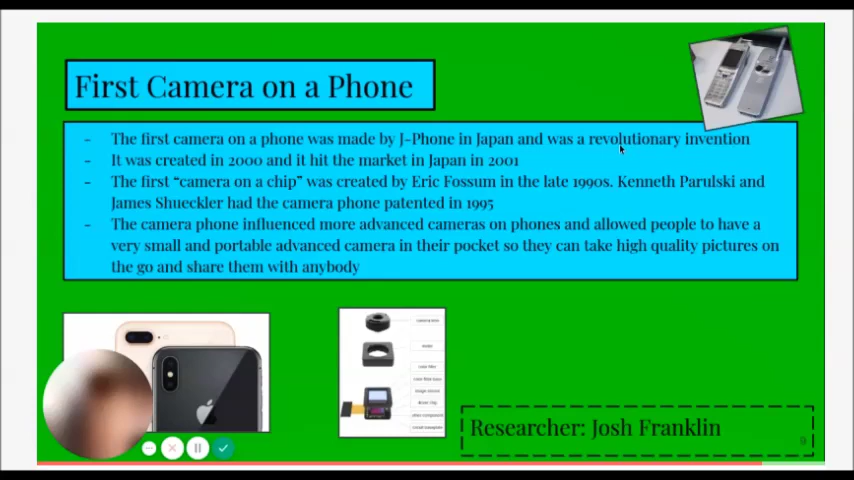 First Camera on a Phone
- The first camera on a phone was made by J-Phone in Japan and was a revolutionary invention
- It was created in 2000 and it hit the market in Japan in 2001
- The first “camera on a chip” was created by Eric Fossum in the late 1990s. Kenneth Parulski and
James Shueckler had the camera phone patented in 1995
- The camera phone influenced more advanced cameras on phones and allowed people to have a
very small and portable advanced camera in their pocket so they can take high quality pictures on
the go and share them with anybody
Researcher: Josh Franklin
9